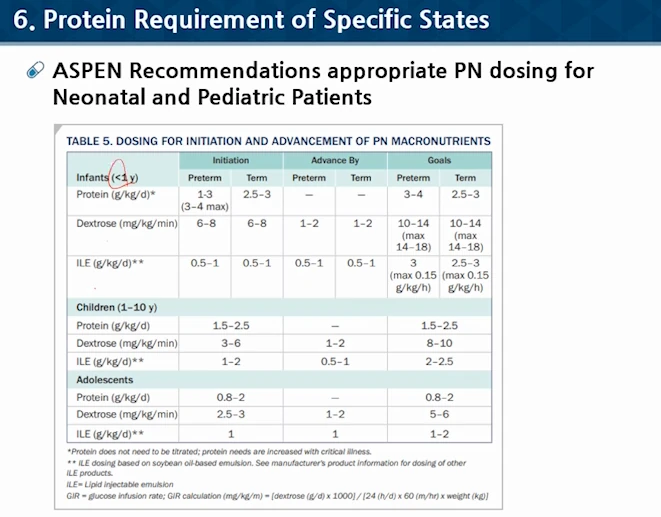 6. Protein Requirement of Specific States
ASPEN Recommendations appropriate PN dosing for
Neonatal and Pediatric Patients
TABLE 5. DOSING FOR INITIATION AND ADVANCEMENT OF PN MACRONUTRIENTS
Initiation Advance By Goals
Infants (<1 y) Preterm Term Preterm Term Preterm Term
Protein (g/kg/d)* 1-3 2.5–3 — — 3–4 2.5–3
(3–4 max)
Dextrose (mg/kg/min) 6–8 6–8 1–2 1–2 10–14 10–14
(max (max
14–18) 14–18)
ILE (g/kg/d)** 0.5–1 0.5–1 0.5–1 0.5–1 3 2.5–3
(max 0.15 (max 0.15
g/kg/h) g/kg/h)
Children (1–10 y)
Protein (g/kg/d) 1.5–2.5 — 1.5–2.5
Dextrose (mg/kg/min) 3–6 1–2 8–10
ILE (g/kg/d)** 1–2 0.5–1 2–2.5
Adolescents
Protein (g/kg/d) 0.8–2 — 0.8–2
Dextrose (mg/kg/min) 2.5–3 1–2 5–6
ILE (g/kg/d)** 1 1 1–2
*Protein does not need to be titrated; protein needs are increased with critical illness.
** ILE dosing based on soybean oil-based emulsion. See manufacturer's product information for dosing of other
ILE products.
ILE= Lipid injectable emulsion
GIR = glucose infusion rate; GIR calculation (mg/kg/m) = [dextrose (g/d) x 1000] / [24 (h/d) x 60 (m/hr) x weight (kg)]